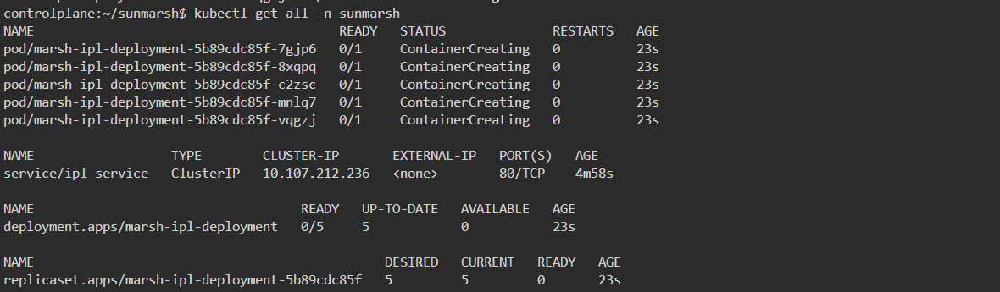 controlplane:~/sunmarsh$ kubectl get all -n sunmarsh
NAME                                        READY   STATUS              RESTARTS   AGE
pod/marsh-ipl-deployment-5b89cdc85f-7gjp6   0/1     ContainerCreating   0          23s
pod/marsh-ipl-deployment-5b89cdc85f-8xqpq   0/1     ContainerCreating   0          23s
pod/marsh-ipl-deployment-5b89cdc85f-c2zsc   0/1     ContainerCreating   0          23s
pod/marsh-ipl-deployment-5b89cdc85f-mnlq7   0/1     ContainerCreating   0          23s
pod/marsh-ipl-deployment-5b89cdc85f-vqgzj   0/1     ContainerCreating   0          23s
NAME                  TYPE        CLUSTER-IP       EXTERNAL-IP   PORT(S)   AGE
service/ipl-service   ClusterIP   10.107.212.236   <none>        80/TCP    4m58s
NAME                                   READY   UP-TO-DATE   AVAILABLE   AGE
deployment.apps/marsh-ipl-deployment   0/5     5            0           23s
NAME                                              DESIRED   CURRENT   READY   AGE
replicaset.apps/marsh-ipl-deployment-5b89cdc85f   5         5         0       23s